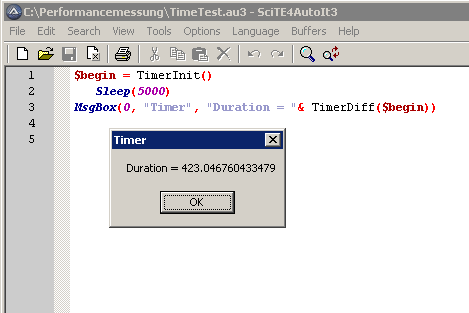 C:\Performancemessung\TimeTest.au3 - SciTE4AutoIt3
File Edit Search View Tools Options Language Buffers Help
1 $begin = TimerInit()
2 Sleep(5000)
3 MsgBox(0, "Timer", "Duration = "& TimerDiff($begin))
4
5
Timer
Duration = 423.046760433479
OK